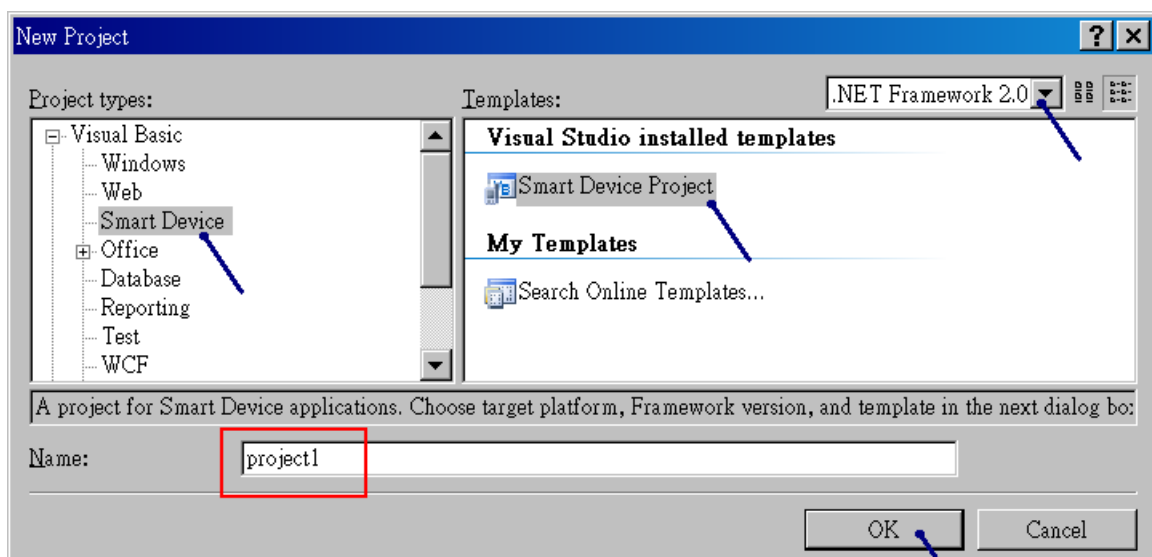 New Project
Project types:
Templates:
.NET Framework 2.0
Visual Basic
Windows
Web
Smart Device
Office
Database
Reporting
Test
WCF
Visual Studio installed templates
Smart Device Project
My Templates
Search Online Templates...
A project for Smart Device applications. Choose target platform, Framework version, and template in the next dialog bo:
Name:
project1
OK
Cancel